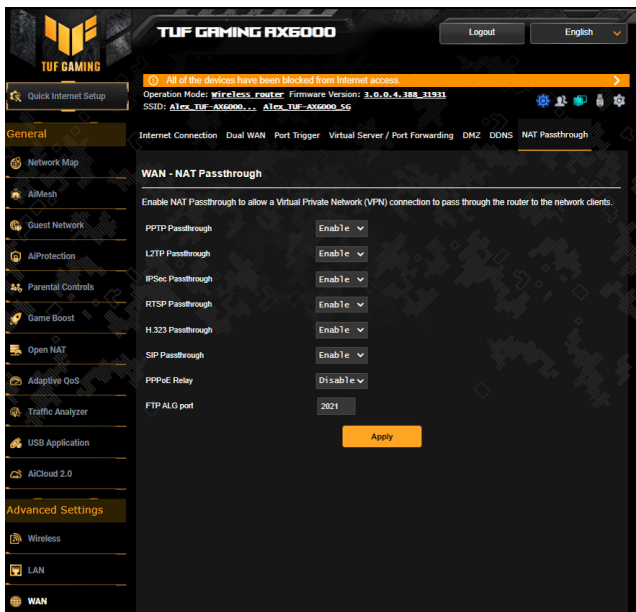 TUF GAMING
TUF GAMING AX6000
Logout
English
All of the devices have been blocked from Internet access.
Quick Internet Setup
Operation Mode: Wireless router Firmware Version: 3.0.0.4.388_31931
SSID: Alex_TUF-AX6000... Alex_TUF-AX6000_5G
General
Internet Connection Dual WAN Port Trigger Virtual Server / Port Forwarding DMZ DDNS NAT Passthrough
Network Map
AiMesh
Guest Network
AiProtection
Parental Controls
Game Boost
Open NAT
Adaptive QoS
Traffic Analyzer
USB Application
AiCloud 2.0
Advanced Settings
Wireless
LAN
WAN
WAN - NAT Passthrough
Enable NAT Passthrough to allow a Virtual Private Network (VPN) connection to pass through the router to the network clients.
PPTP Passthrough Enable
L2TP Passthrough Enable
IPSec Passthrough Enable
RTSP Passthrough Enable
H.323 Passthrough Enable
SIP Passthrough Enable
PPPoE Relay Disable
FTP ALG port 2021
Apply